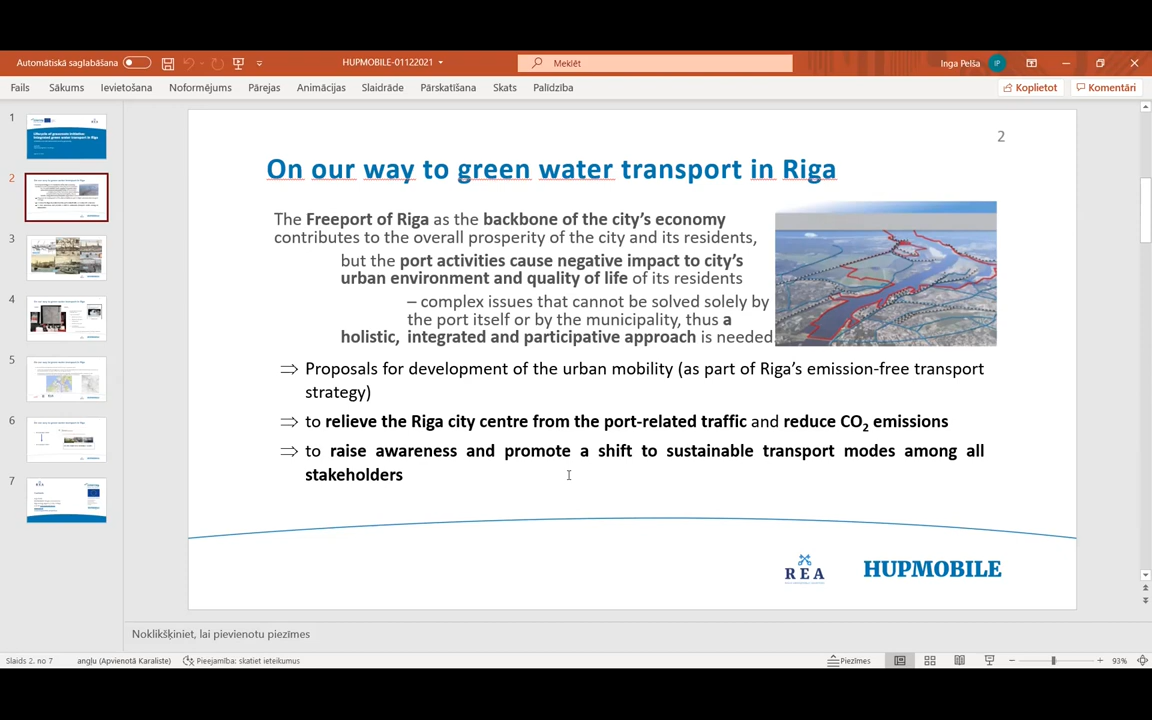 Automātiskā saglabāšana
HUPMOBILE-01122021
Meklēt
Inga Pelša
IP
Fails Sākums Ievietošana Noformējums Pārejas Animācijas Slaidrāde Pārskatīšana Skats Palīdzība
Koplietot
Komentāri
1
2
3
4
5
6
7
2
On our way to green water transport in Riga
The Freeport of Riga as the backbone of the city's economy
contributes to the overall prosperity of the city and its residents,
but the port activities cause negative impact to city's
urban environment and quality of life of its residents
– complex issues that cannot be solved solely by
the port itself or by the municipality, thus a
holistic, integrated and participative approach is needed.
⇒ Proposals for development of the urban mobility (as part of Riga's emission-free transport
strategy)
⇒ to relieve the Riga city centre from the port-related traffic and reduce CO2 emissions
⇒ to raise awareness and promote a shift to sustainable transport modes among all
stakeholders
REA
HUPMOBILE
Noklikšķiniet, lai pievienotu piezīmes
Slaids 2. no 7
angļu (Apvienotā Karaliste)
Pieejamība: skatiet ieteikumus
Piezīmes
93%